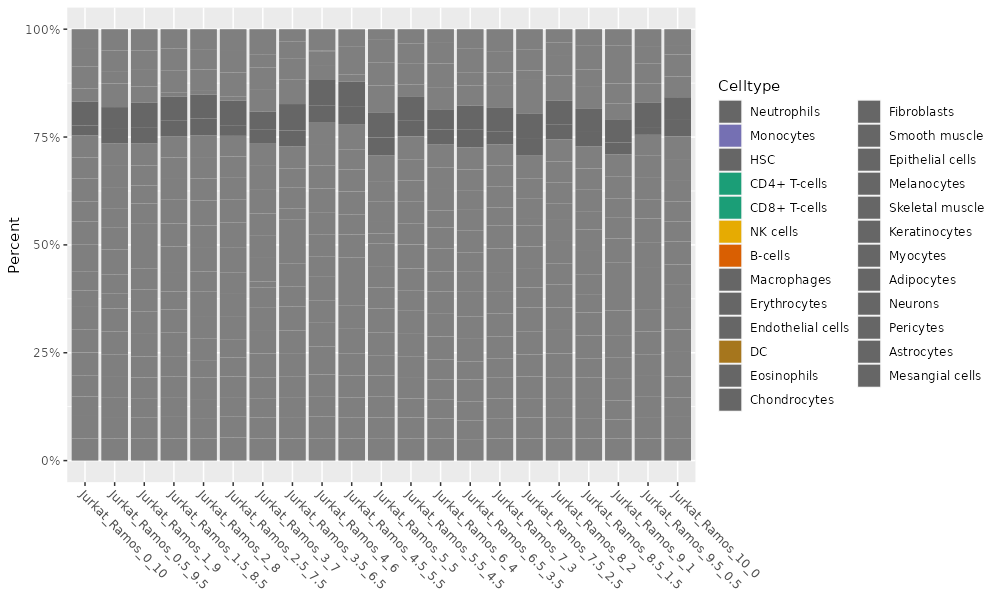 100%
75%
50%
25%
0%
Percent
Jurkat_Ramos_0_10
Jurkat_Ramos_0.5_9.5
Jurkat_Ramos_1_9
Jurkat_Ramos_1.5_8.5
Jurkat_Ramos_2_8
Jurkat_Ramos_2.5_7.5
Jurkat_Ramos_3_7
Jurkat_Ramos_3.5_6.5
Jurkat_Ramos_4_6
Jurkat_Ramos_4.5_5.5
Jurkat_Ramos_5_5
Jurkat_Ramos_5.5_4.5
Jurkat_Ramos_6_4
Jurkat_Ramos_6.5_3.5
Jurkat_Ramos_7_3
Jurkat_Ramos_7.5_2.5
Jurkat_Ramos_8_2
Jurkat_Ramos_8.5_1.5
Jurkat_Ramos_9_1
Jurkat_Ramos_9.5_0.5
Jurkat_Ramos_10_0
Celltype
Neutrophils
Monocytes
HSC
CD4+ T-cells
CD8+ T-cells
NK cells
B-cells
Macrophages
Erythrocytes
Endothelial cells
DC
Eosinophils
Chondrocytes
Fibroblasts
Smooth muscle
Epithelial cells
Melanocytes
Skeletal muscle
Keratinocytes
Myocytes
Adipocytes
Neurons
Pericytes
Astrocytes
Mesangial cells